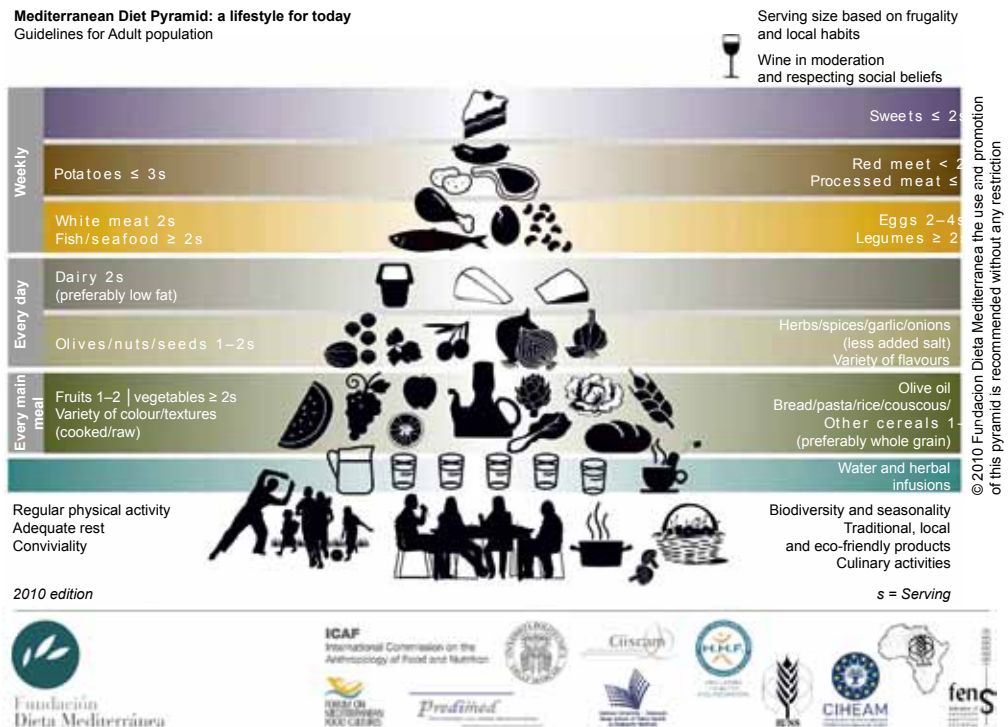 Mediterranean Diet Pyramid: a lifestyle for today
Guidelines for Adult population
Serving size based on frugality
and local habits
Wine in moderation
and respecting social beliefs
Weekly
Sweets ≤ 2s
Potatoes ≤ 3s
Red meet < 2
Processed meat ≤
White meat 2s
Fish/seafood ≥ 2s
Eggs 2–4s
Legumes ≥ 2
Every day
Dairy 2s
(preferably low fat)
Olives/nuts/seeds 1–2s
Herbs/spices/garlic/onions
(less added salt)
Variety of flavours
Every main
meal
Fruits 1–2 | vegetables ≥ 2s
Variety of colour/textures
(cooked/raw)
Olive oil
Bread/pasta/rice/couscous/
Other cereals 1–
(preferably whole grain)
Water and herbal
infusions
Regular physical activity
Adequate rest
Conviviality
Biodiversity and seasonality
Traditional, local
and eco-friendly products
Culinary activities
2010 edition
s = Serving
© 2010 Fundacion Dieta Mediterranea the use and promotion
of this pyramid is recommended without any restriction
Fundación
Dieta Mediterránea
ICAF
International Commission on the
Anthropology of Food and Nutrition
FORUM ON
MEDITERRANEAN
FOOD CULTURES
Predimed
Ciiscam
H.H.F.
IUNS
CIHEAM
fens